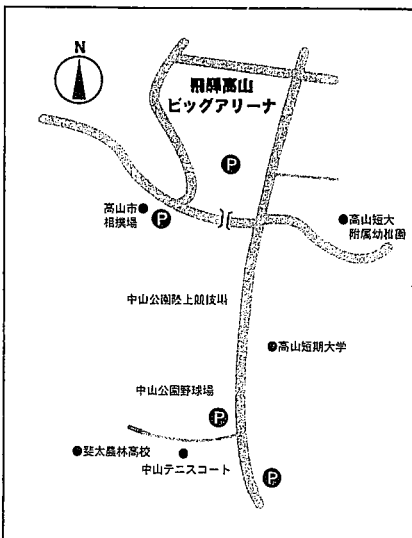 N
飛騨高山
ビッグアリーナ
P
高山市
相撲場
P
高山短大
附属幼稚園
中山公園陸上競技場
高山短期大学
中山公園野球場
P
斐太農林高校
中山テニスコート
P